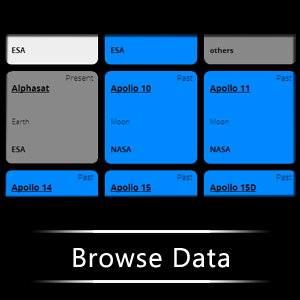 ESA ESA others
Present Past Past
Alphasat Apollo 10 Apollo 11
Earth Moon Moon
ESA NASA NASA
Past Past Past
Apollo 14 Apollo 15 Apollo 15D
Browse Data